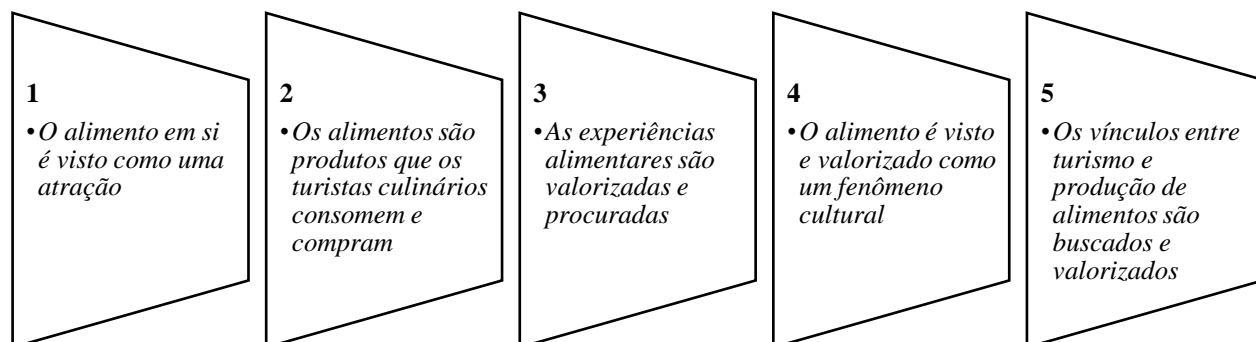 1
•O alimento em si
é visto como uma
atração
2
•Os alimentos são
produtos que os
turistas culinários
consomem e
compram
3
•As experiências
alimentares são
valorizadas e
procuradas
4
•O alimento é visto
e valorizado como
um fenômeno
cultural
5
•Os vínculos entre
turismo e
produção de
alimentos são
buscados e
valorizados